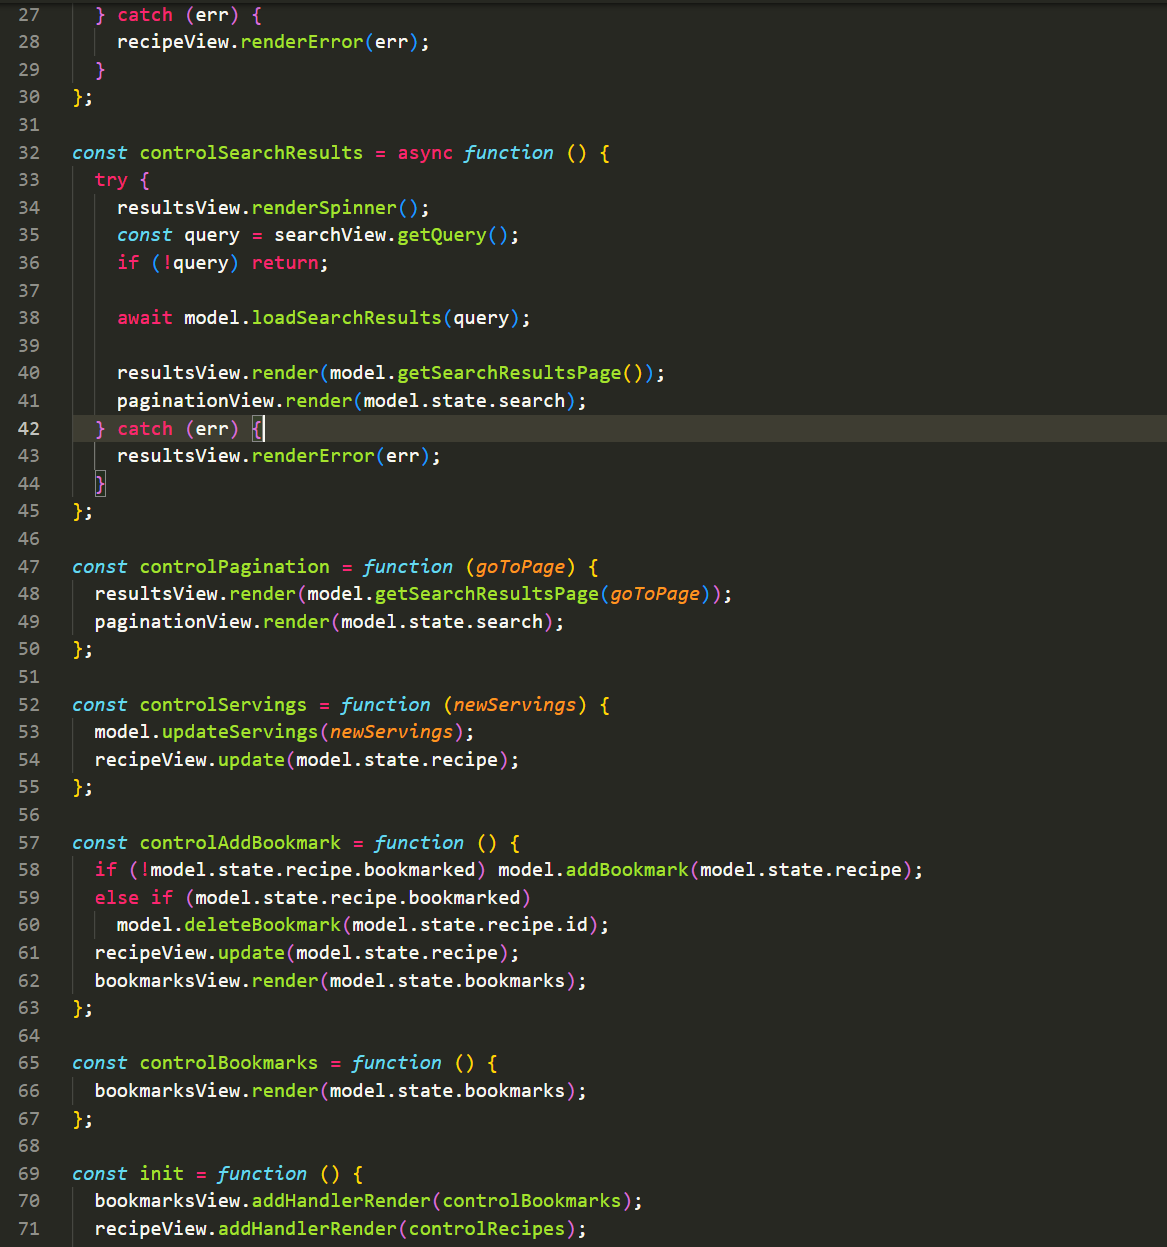 27 } catch (err) {
28 recipeView.renderError(err);
29 }
30 };
31
32 const controlSearchResults = async function () {
33 try {
34 resultsView.renderSpinner();
35 const query = searchView.getQuery();
36 if (!query) return;
37
38 await model.loadSearchResults(query);
39
40 resultsView.render(model.getSearchResultsPage());
41 paginationView.render(model.state.search);
42 } catch (err) {
43 resultsView.renderError(err);
44 }
45 };
46
47 const controlPagination = function (goToPage) {
48 resultsView.render(model.getSearchResultsPage(goToPage));
49 paginationView.render(model.state.search);
50 };
51
52 const controlServings = function (newServings) {
53 model.updateServings(newServings);
54 recipeView.update(model.state.recipe);
55 };
56
57 const controlAddBookmark = function () {
58 if (!model.state.recipe.bookmarked) model.addBookmark(model.state.recipe);
59 else if (model.state.recipe.bookmarked)
60 model.deleteBookmark(model.state.recipe.id);
61 recipeView.update(model.state.recipe);
62 bookmarksView.render(model.state.bookmarks);
63 };
64
65 const controlBookmarks = function () {
66 bookmarksView.render(model.state.bookmarks);
67 };
68
69 const init = function () {
70 bookmarksView.addHandlerRender(controlBookmarks);
71 recipeView.addHandlerRender(controlRecipes);